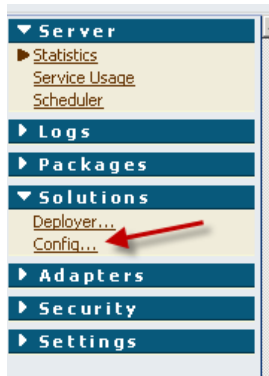 Server
Statistics
Service Usage
Scheduler
Logs
Packages
Solutions
Deployer...
Config...
Adapters
Security
Settings